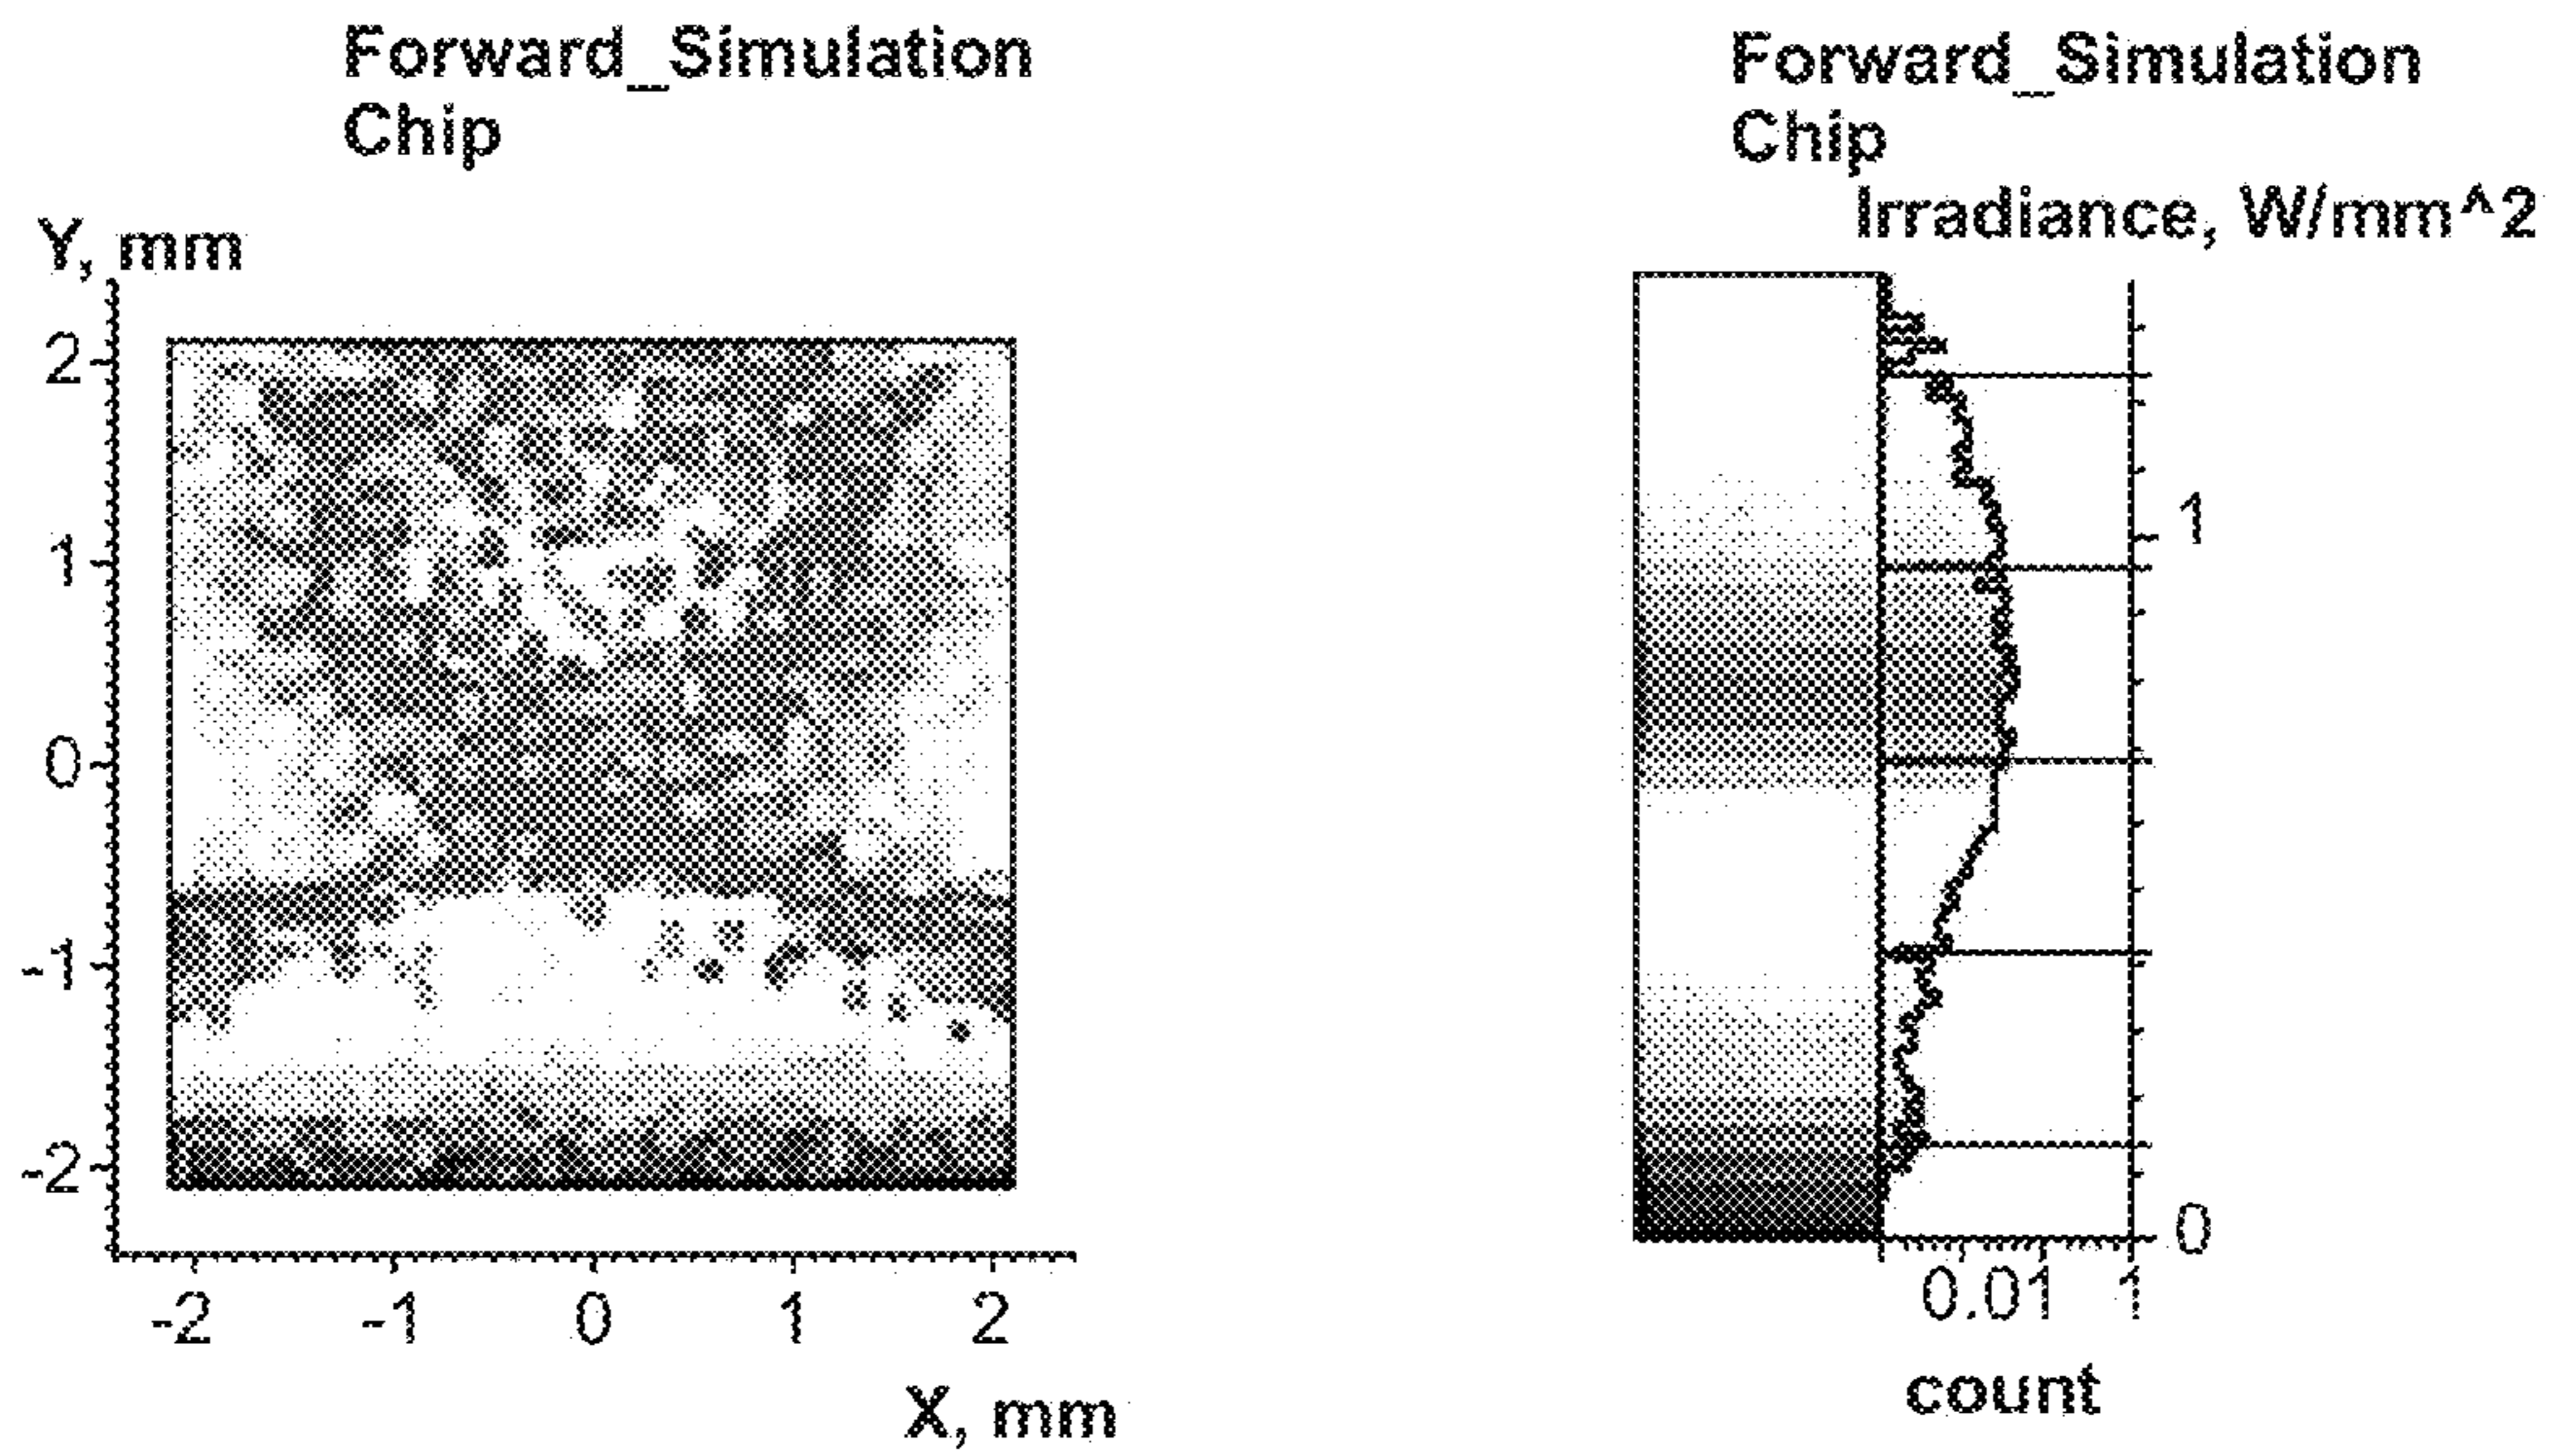 Forward_Simulation
Chip
Y, mm
2
1
0
-1
-2
-2 -1 0 1 2
X, mm
Forward_Simulation
Chip
Irradiance, W/mm^2
1
0
0.01 1
count